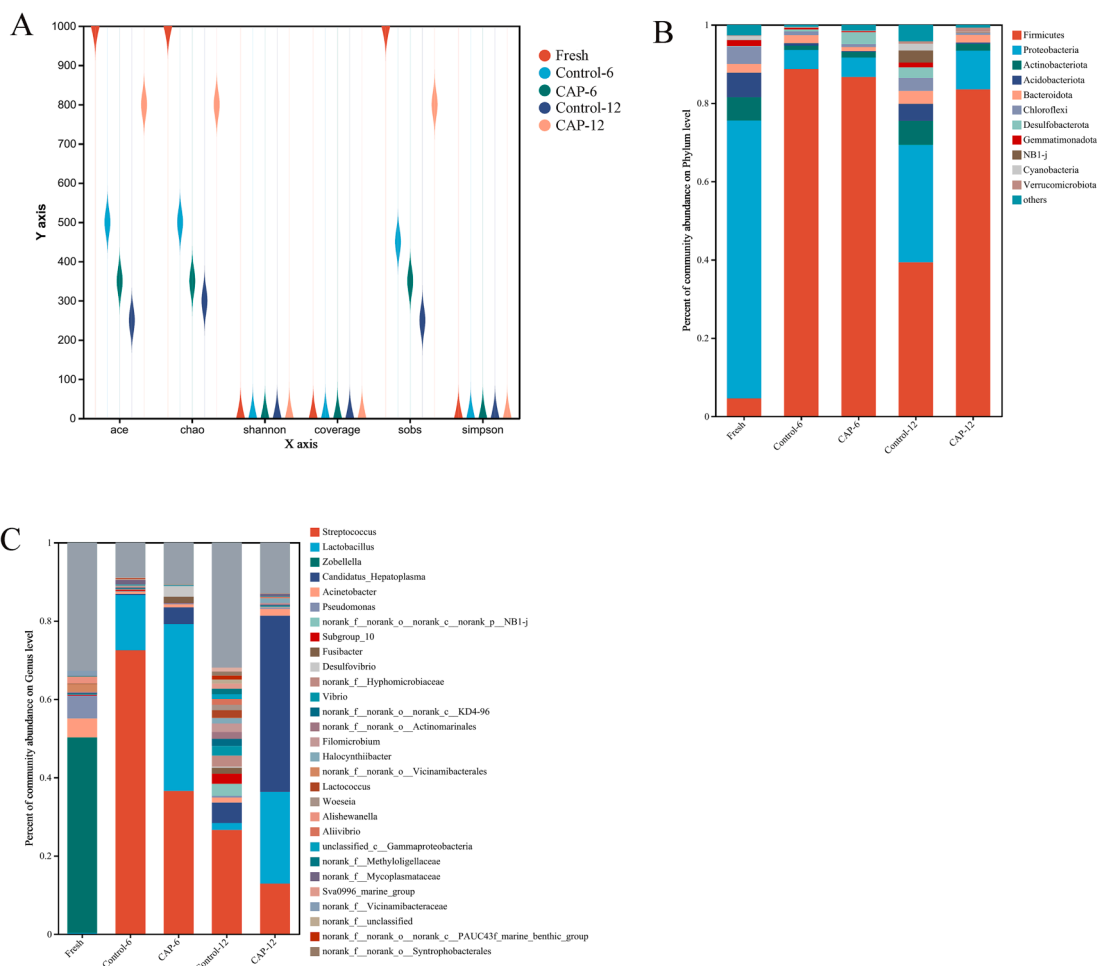 A
1000
900
800
700
600
500
400
300
200
100
0
Y axis
ace
chao
shannon
coverage
sobs
simpson
X axis
Fresh
Control-6
CAP-6
Control-12
CAP-12
B
1
0.8
0.6
0.4
0.2
0
Percent of community abundance on Phylum level
Fresh
Control-6
CAP-6
Control-12
CAP-12
Firmicutes
Proteobacteria
Actinobacteriota
Acidobacteriota
Bacteroidota
Chloroflexi
Desulfobacterota
Gemmatimonadota
NB1-j
Cyanobacteria
Verrucomicrobiota
others
C
1
0.8
0.6
0.4
0.2
0
Percent of community abundance on Genus level
Fresh
Control-6
CAP-6
Control-12
CAP-12
Streptococcus
Lactobacillus
Zobellella
Candidatus_Hepatoplasma
Acinetobacter
Pseudomonas
norank_f__norank_o__norank_c__norank_p__NB1-j
Subgroup_10
Fusibacter
Desulfovibrio
norank_f__Hyphomicrobiaceae
Vibrio
norank_f__norank_o__norank_c__KD4-96
norank_f__norank_o__Actinomarinales
Filomicrobium
Halocynthiibacter
norank_f__norank_o__Vicinamibacterales
Lactococcus
Woeseia
Alishewanella
Aliivibrio
unclassified_c__Gammaproteobacteria
norank_f__Methyloligellaceae
norank_f__Mycoplasmataceae
Sva0996_marine_group
norank_f__Vicinamibacteraceae
norank_f__unclassified
norank_f__norank_o__norank_c__PAUC43f_marine_benthic_group
norank_f__norank_o__Syntrophobacterales